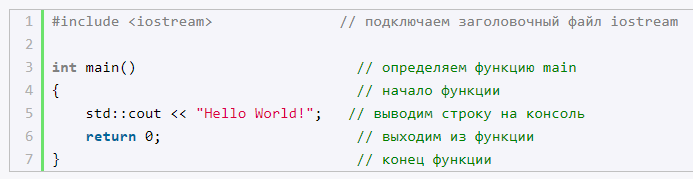 1 #include <iostream> // подключаем заголовочный файл iostream
2
3 int main() // определяем функцию main
4 { // начало функции
5 std::cout << "Hello World!"; // выводим строку на консоль
6 return 0; // выходим из функции
7 } // конец функции